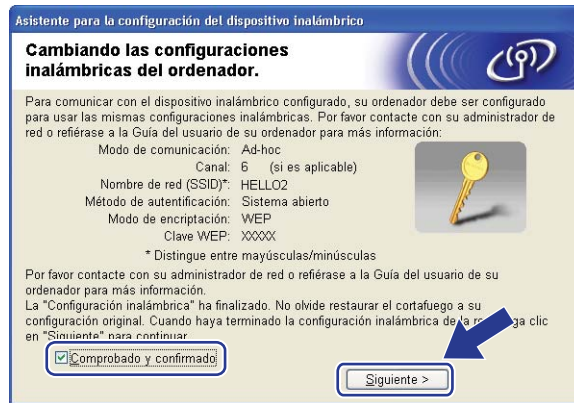 Asistente para la configuración del dispositivo inalámbrico
Cambiando las configuraciones
inalámbricas del ordenador.
Para comunicar con el dispositivo inalámbrico configurado, su ordenador debe ser configurado
para usar las mismas configuraciones inalámbricas. Por favor contacte con su administrador de
red o refiérase a la Guía del usuario de su ordenador para más información:
Modo de comunicación: Ad-hoc
Canal: 6 (si es aplicable)
Nombre de red (SSID)*: HELLO2
Método de autentificación: Sistema abierto
Modo de encriptación: WEP
Clave WEP: XXXXX
* Distingue entre mayúsculas/minúsculas
Por favor contacte con su administrador de red o refiérase a la Guía del usuario de su
ordenador para más información.
La "Configuración inalámbrica" ha finalizado. No olvide restaurar el cortafuego a su
configuración original. Cuando haya terminado la configuración inalámbrica de la clic
en "Siguiente" para continuar.
Comprobado y confirmado
Siguiente >